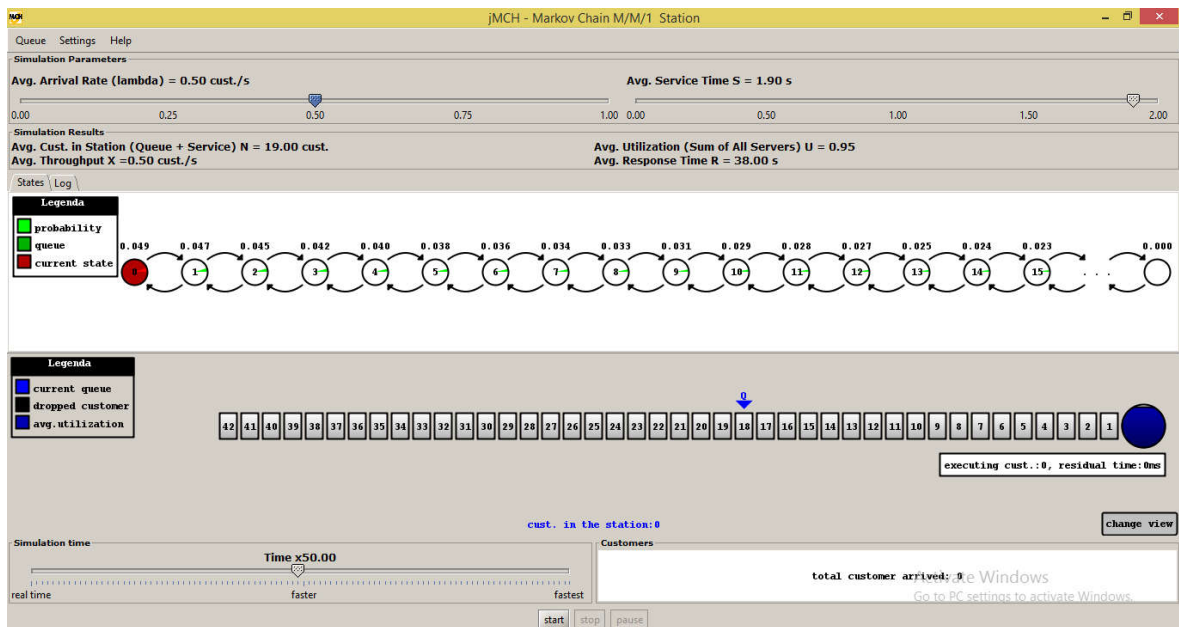 jMCH - Markov Chain M/M/1 Station
Queue Settings Help
Simulation Parameters
Avg. Arrival Rate (lambda) = 0.50 cust./s
Avg. Service Time S = 1.90 s
0.00 0.25 0.50 0.75 1.00
0.00 0.50 1.00 1.50 2.00
Simulation Results
Avg. Cust. in Station (Queue + Service) N = 19.00 cust.
Avg. Utilization (Sum of All Servers) U = 0.95
Avg. Throughput X =0.50 cust./s
Avg. Response Time R = 38.00 s
States Log
Legenda
probability
queue
current state
0.049 0.047 0.045 0.042 0.040 0.038 0.036 0.034 0.033 0.031 0.029 0.028 0.027 0.025 0.024 0.023 0.000
0 1 2 3 4 5 6 7 8 9 10 11 12 13 14 15 . . .
Legenda
current queue
dropped customer
avg.utilization
Q
42 41 40 39 38 37 36 35 34 33 32 31 30 29 28 27 26 25 24 23 22 21 20 19 18 17 16 15 14 13 12 11 10 9 8 7 6 5 4 3 2 1
executing cust.:0, residual time:0ms
cust. in the station:0
change view
Simulation time
Time x50.00
real time faster fastest
Customers
total customer arrived: 0
Activate Windows
Go to PC settings to activate Windows.
start stop pause